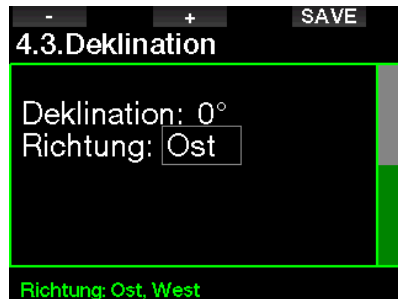 - + SAVE
4.3.Deklination
Deklination: 0°
Richtung: Ost
Richtung: Ost, West